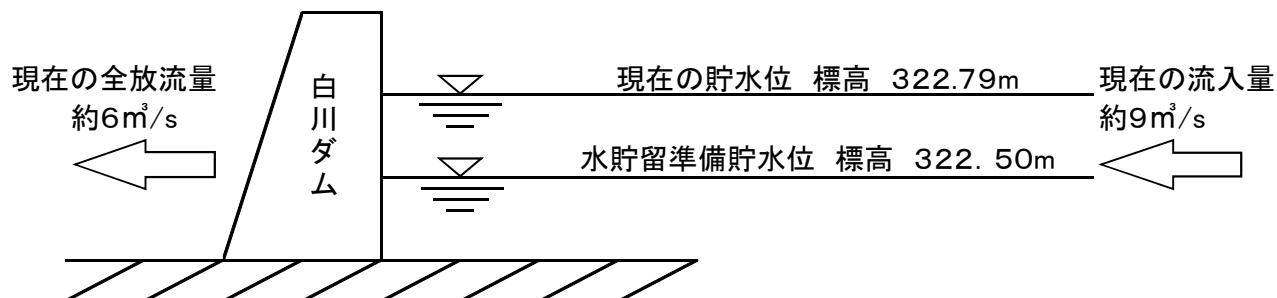 現在の全放流量
約6㎥/s
白川ダム
現在の貯水位 標高 322.79m
水貯留準備貯水位 標高 322.50m
現在の流入量
約9㎥/s